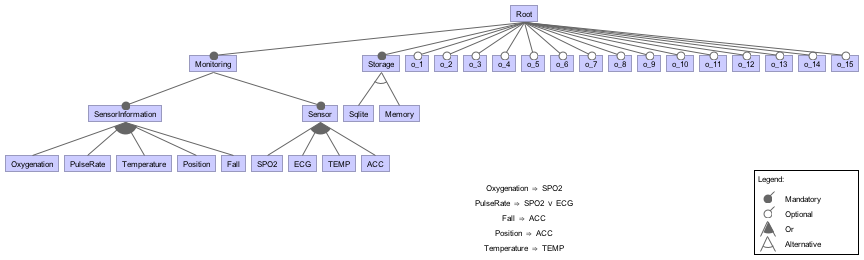 Root
Monitoring
Storage
o_1
o_2
o_3
o_4
o_5
o_6
o_7
o_8
o_9
o_10
o_11
o_12
o_13
o_14
o_15
SensorInformation
Sensor
Sqlite
Memory
Oxygenation
PulseRate
Temperature
Position
Fall
SPO2
ECG
TEMP
ACC
Oxygenation ⇒ SPO2
PulseRate ⇒ SPO2 ∨ ECG
Fall ⇒ ACC
Position ⇒ ACC
Temperature ⇒ TEMP
Legend:
Mandatory
Optional
Or
Alternative